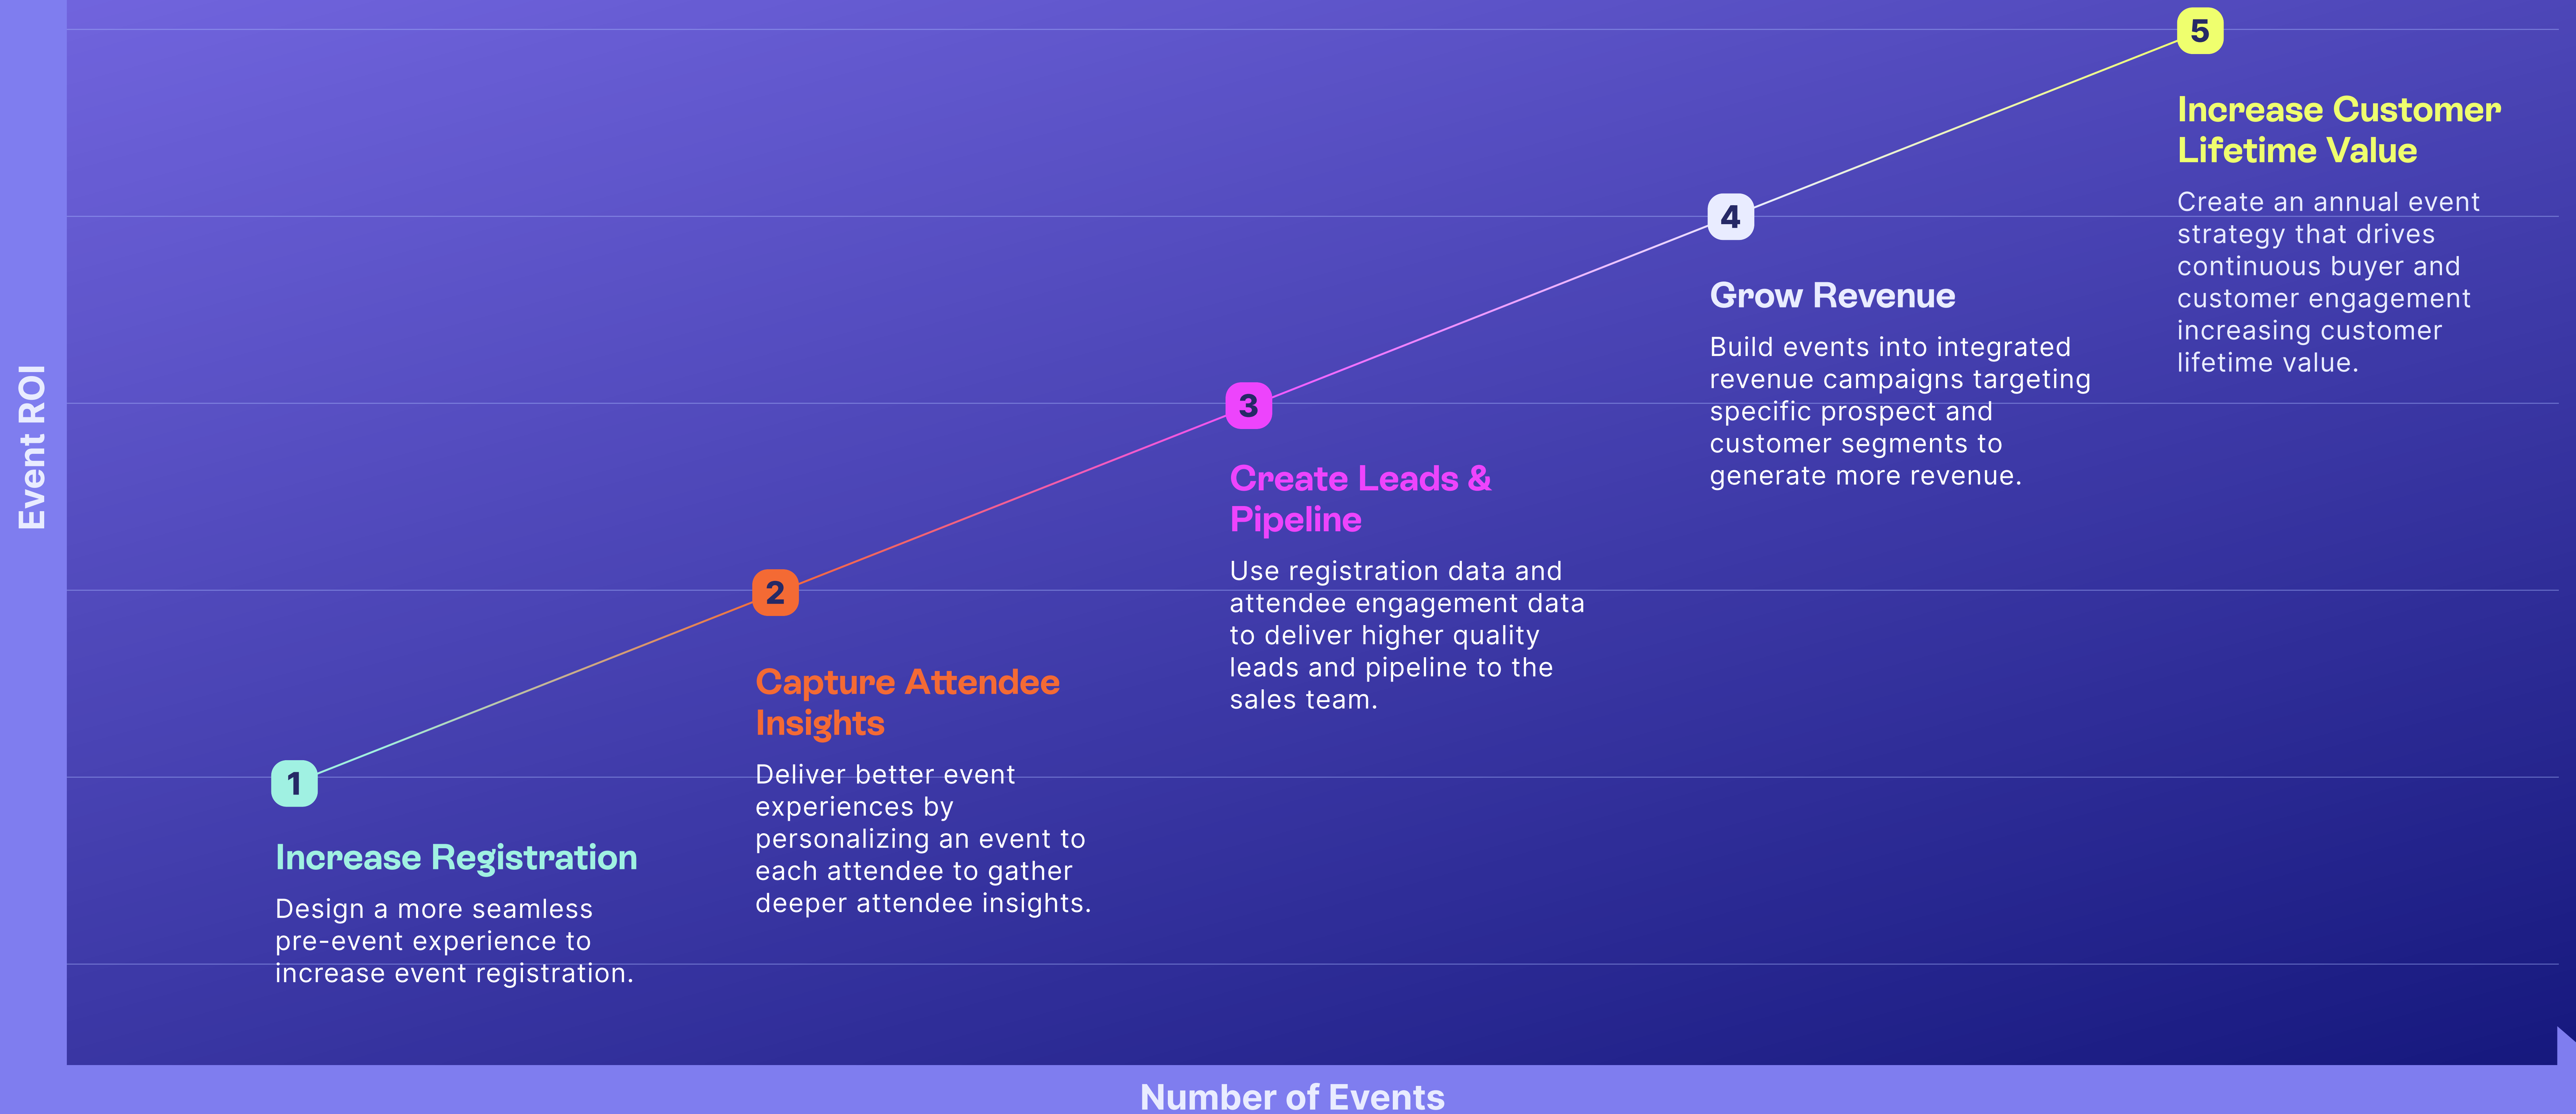 Event ROI
1
Increase Registration
Design a more seamless
pre-event experience to
increase event registration.
2
Capture Attendee
Insights
Deliver better event
experiences by
personalizing an event to
each attendee to gather
deeper attendee insights.
3
Create Leads &
Pipeline
Use registration data and
attendee engagement data
to deliver higher quality
leads and pipeline to the
sales team.
4
Grow Revenue
Build events into integrated
revenue campaigns targeting
specific prospect and
customer segments to
generate more revenue.
5
Increase Customer
Lifetime Value
Create an annual event
strategy that drives
continuous buyer and
customer engagement
increasing customer
lifetime value.
Number of Events